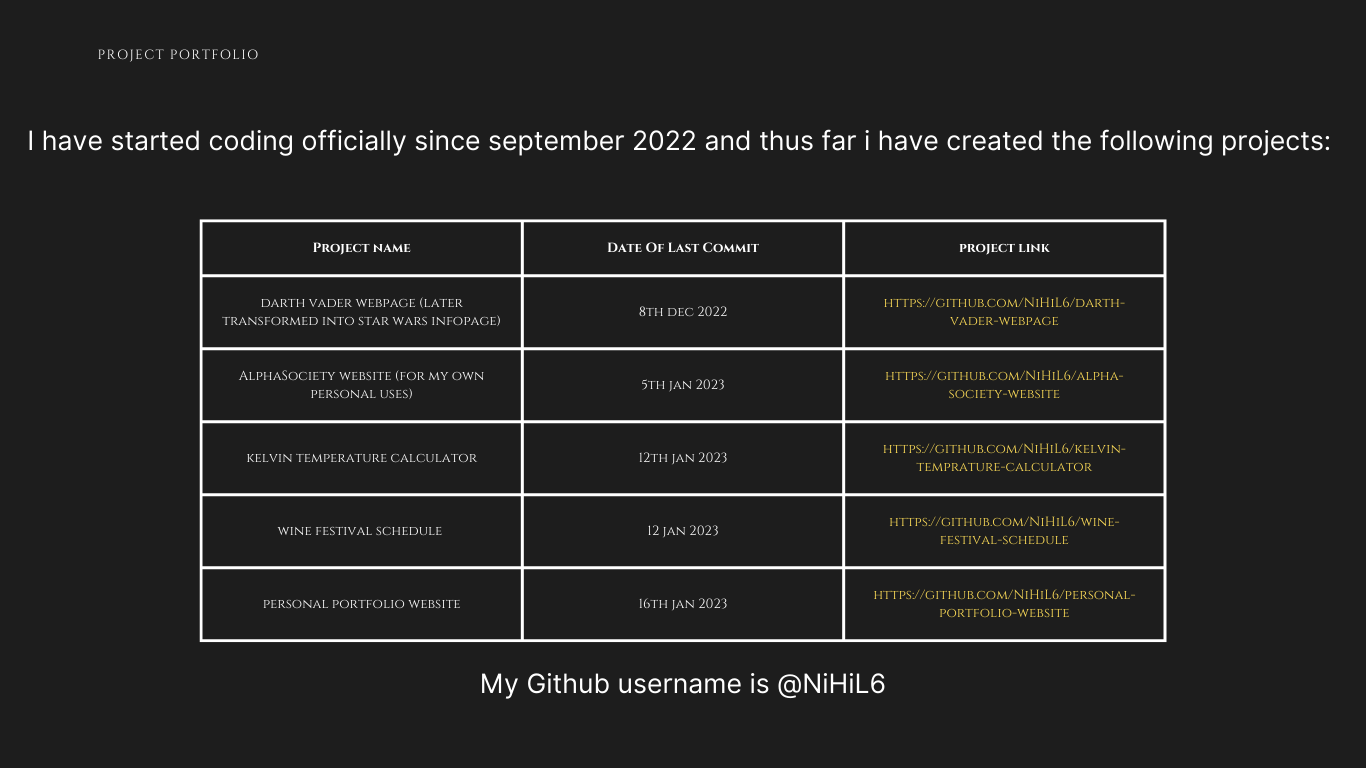 PROJECT PORTFOLIO
I have started coding officially since september 2022 and thus far i have created the following projects:
Project name
Date Of Last Commit
project link
darth vader webpage (later
transformed into star wars infopage)
8th dec 2022
https://github.com/NiHiL6/darth-
vader-webpage
AlphaSociety website (for my own
personal uses)
5th jan 2023
https://github.com/NiHiL6/alpha-
society-website
kelvin temperature calculator
12th jan 2023
https://github.com/NiHiL6/kelvin-
temprature-calculator
wine festival schedule
12 jan 2023
https://github.com/NiHiL6/wine-
festival-schedule
personal portfolio website
16th jan 2023
https://github.com/NiHiL6/personal-
portfolio-website
My Github username is @NiHiL6